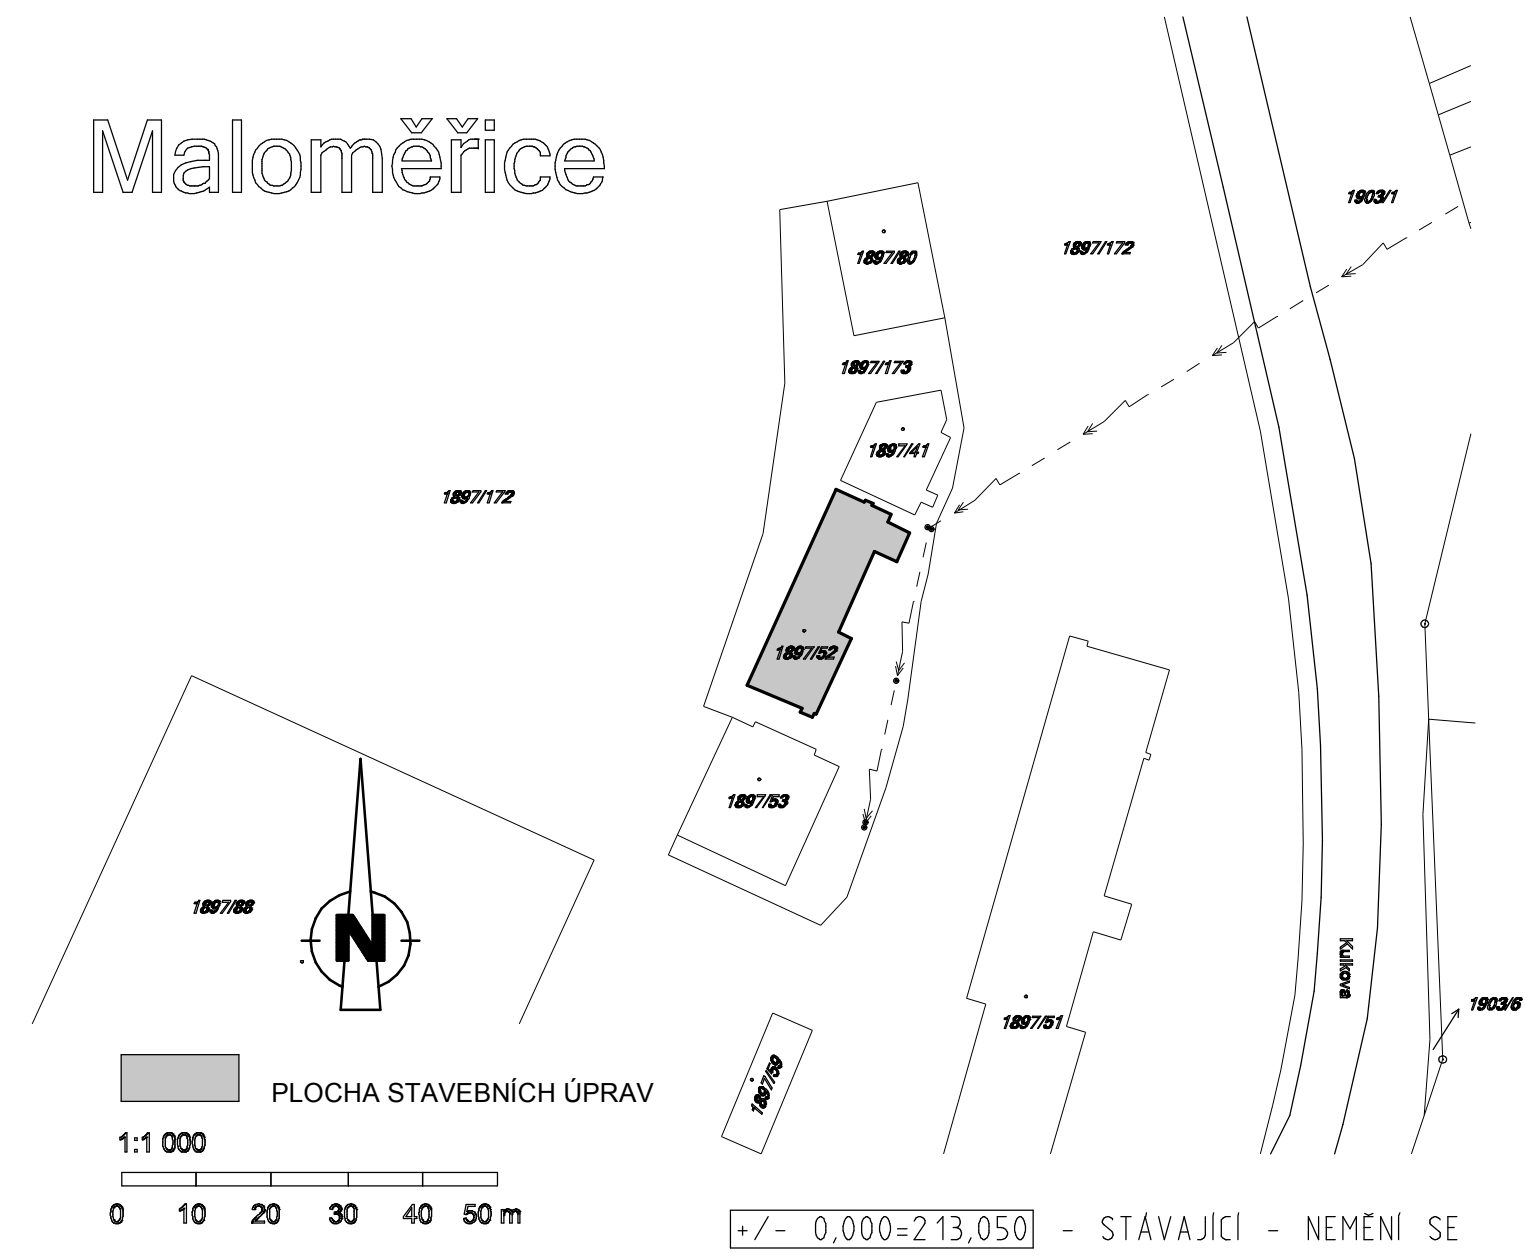 Maloměřice
1903/1
1897/172
1897/80
1897/173
1897/41
1897/172
1897/52
1897/53
1897/88
N
Kulkova
1903/6
1897/51
1897/59
PLOCHA STAVEBNÍCH ÚPRAV
1:1 000
0 10 20 30 40 50 m
+/- 0,000=213,050 - STÁVAJÍCÍ - NEMĚNÍ SE